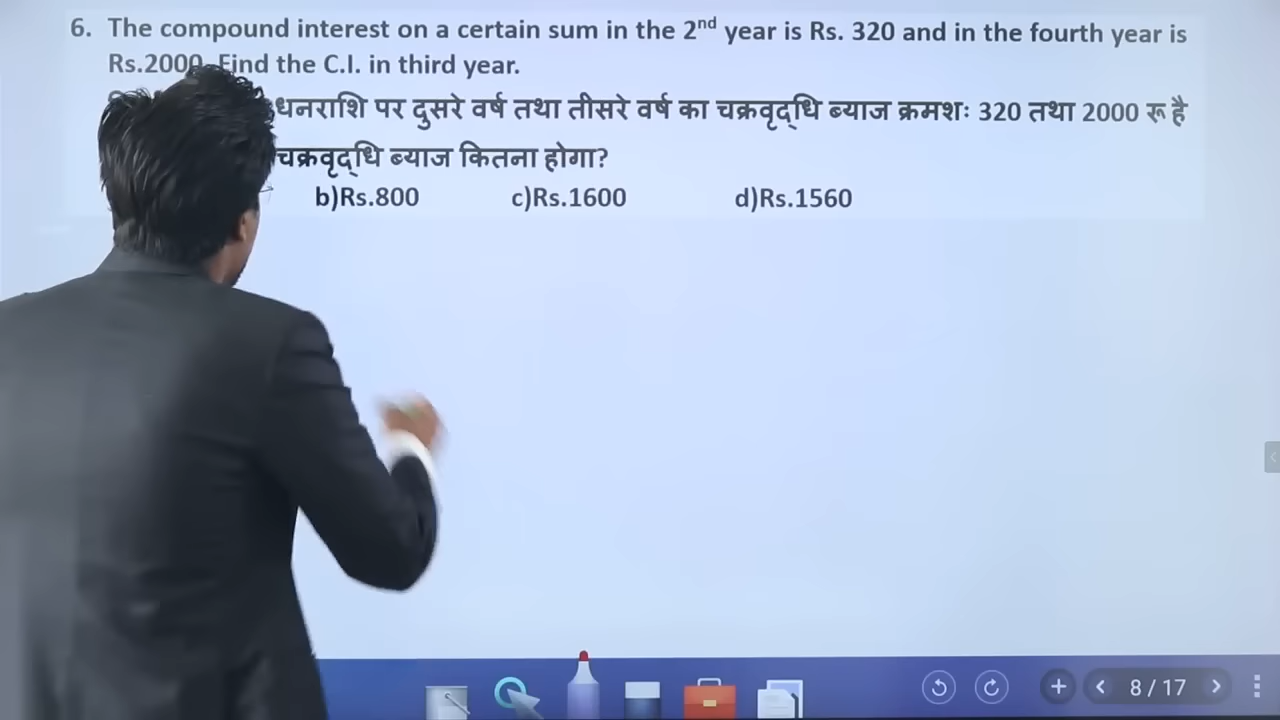 6. The compound interest on a certain sum in the 2nd year is Rs. 320 and in the fourth year is
Rs.2000. Find the C.I. in third year.
धनराशि पर दुसरे वर्ष तथा तीसरे वर्ष का चक्रवृद्धि ब्याज क्रमशः 320 तथा 2000 रू है
चक्रवृद्धि ब्याज कितना होगा?
b)Rs.800 c)Rs.1600 d)Rs.1560
8 / 17